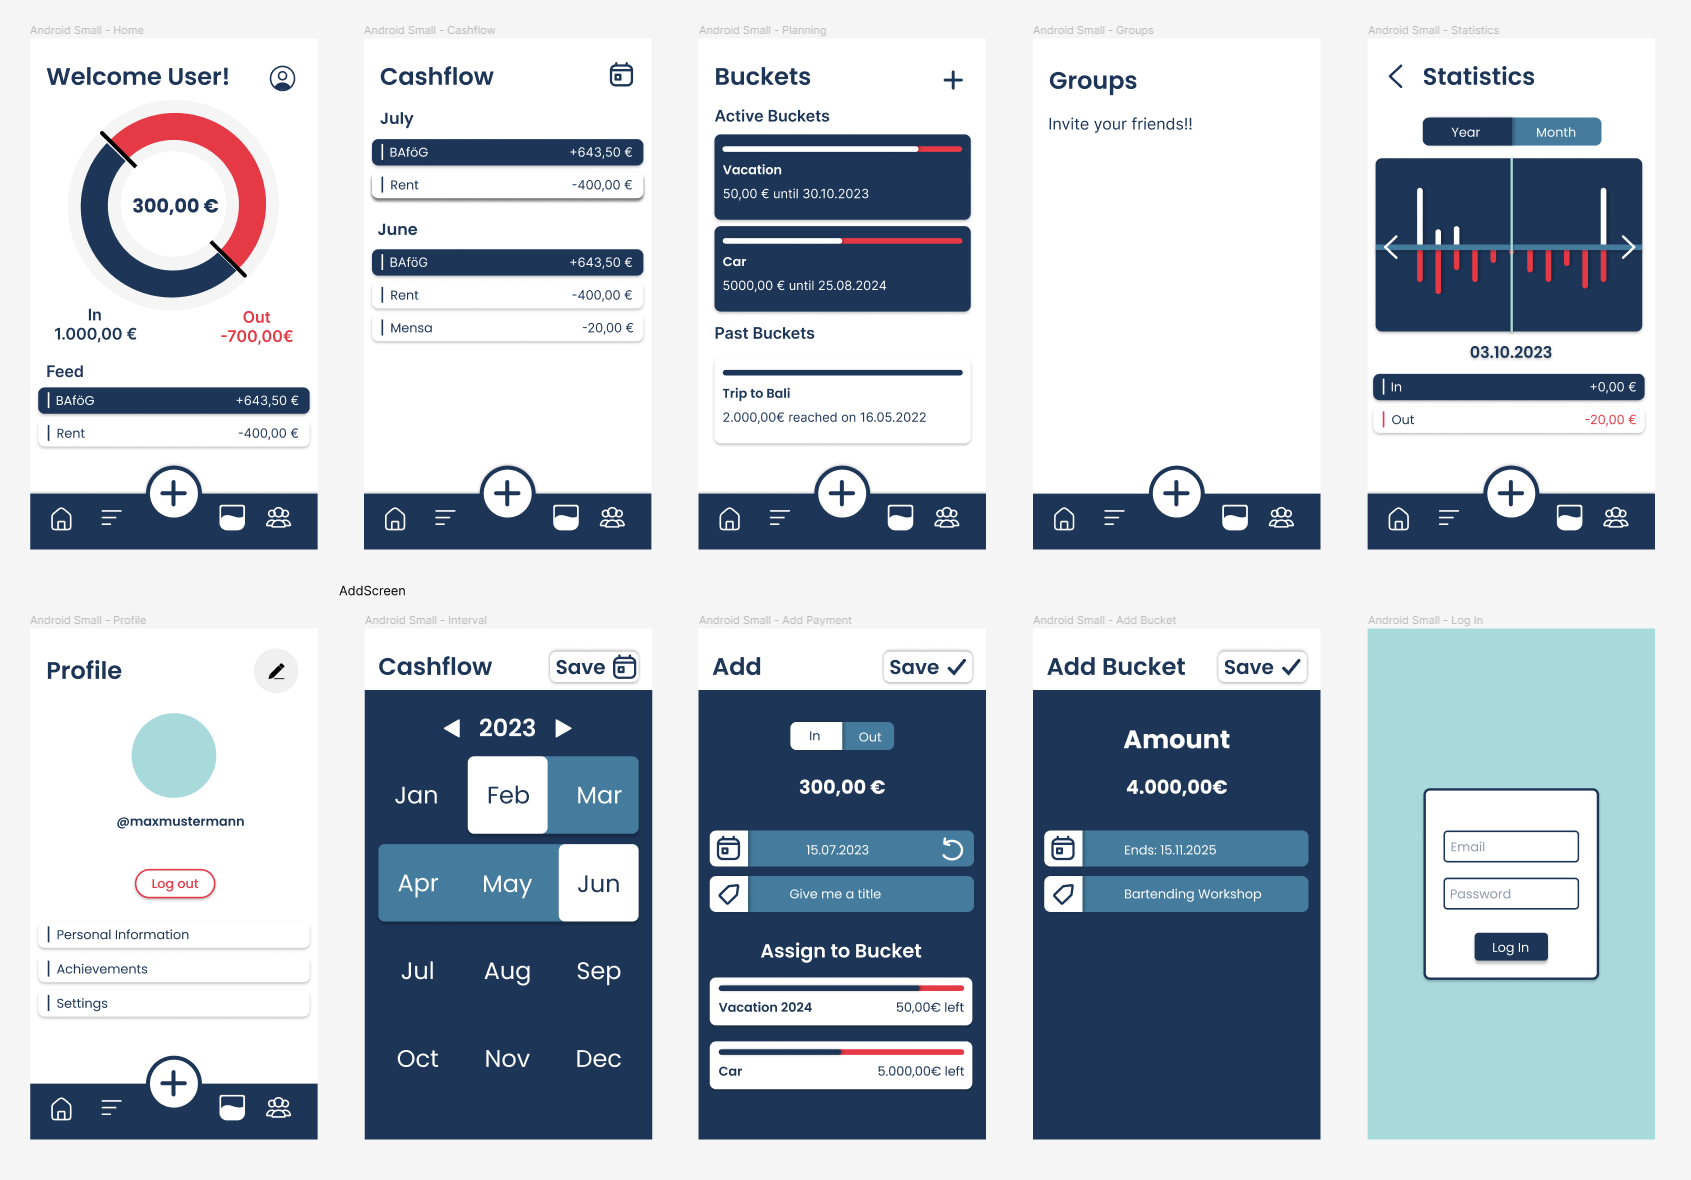 Android Small - Home
Welcome User!
300,00 €
In
1.000,00 €
Out
-700,00€
Feed
BAföG +643,50 €
Rent -400,00 €
Android Small - Cashflow
Cashflow
July
BAföG +643,50 €
Rent -400,00 €
June
BAföG +643,50 €
Rent -400,00 €
Mensa -20,00 €
Android Small - Planning
Buckets
Active Buckets
Vacation
50,00 € until 30.10.2023
Car
5000,00 € until 25.08.2024
Past Buckets
Trip to Bali
2.000,00€ reached on 16.05.2022
Android Small - Groups
Groups
Invite your friends!!
Android Small - Statistics
Statistics
Year Month
03.10.2023
In +0,00 €
Out -20,00 €
AddScreen
Android Small - Profile
Profile
@maxmustermann
Log out
Personal Information
Achievements
Settings
Android Small - Interval
Cashflow Save
2023
Jan Feb Mar
Apr May Jun
Jul Aug Sep
Oct Nov Dec
Android Small - Add Payment
Add Save
In Out
300,00 €
15.07.2023
Give me a title
Assign to Bucket
Vacation 2024 50,00€ left
Car 5.000,00€ left
Android Small - Add Bucket
Add Bucket Save
Amount
4.000,00€
Ends: 15.11.2025
Bartending Workshop
Android Small - Log In
Email
Password
Log In